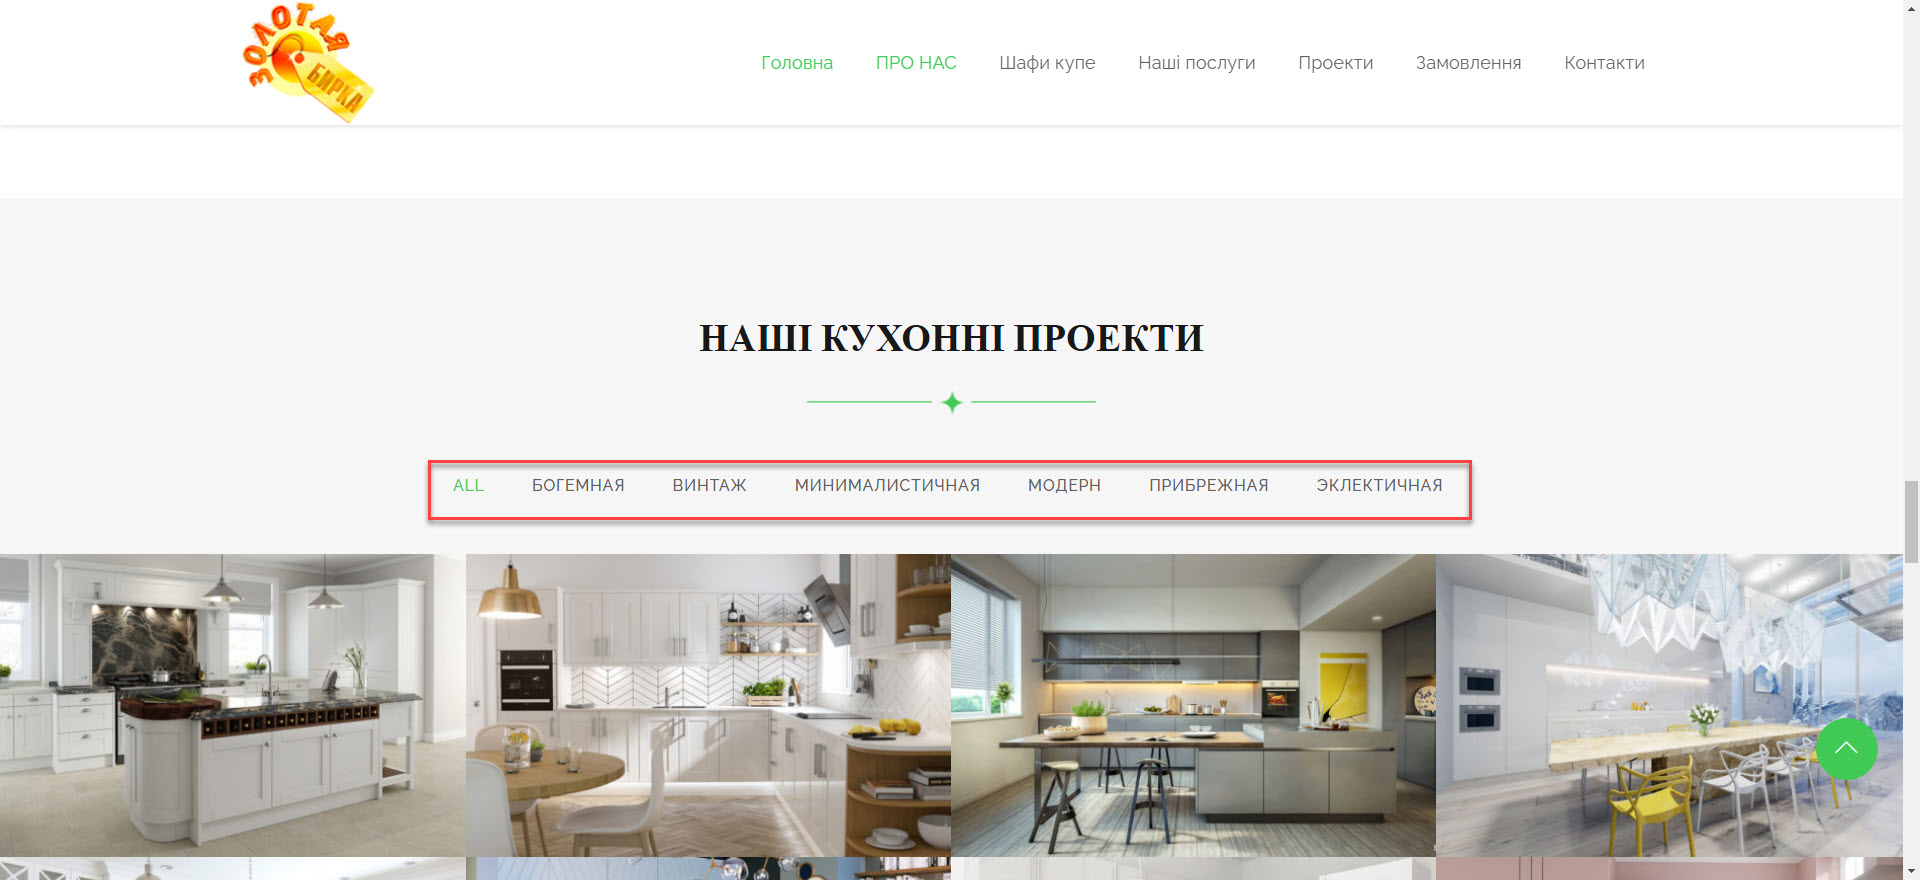 ЗОЛОТАЯ
БИРКА
Головна ПРО НАС Шафи купе Наші послуги Проекти Замовлення Контакти
НАШІ КУХОННІ ПРОЕКТИ
ALL БОГЕМНАЯ ВИНТАЖ МИНИМАЛИСТИЧНАЯ МОДЕРН ПРИБРЕЖНАЯ ЭКЛЕКТИЧНАЯ